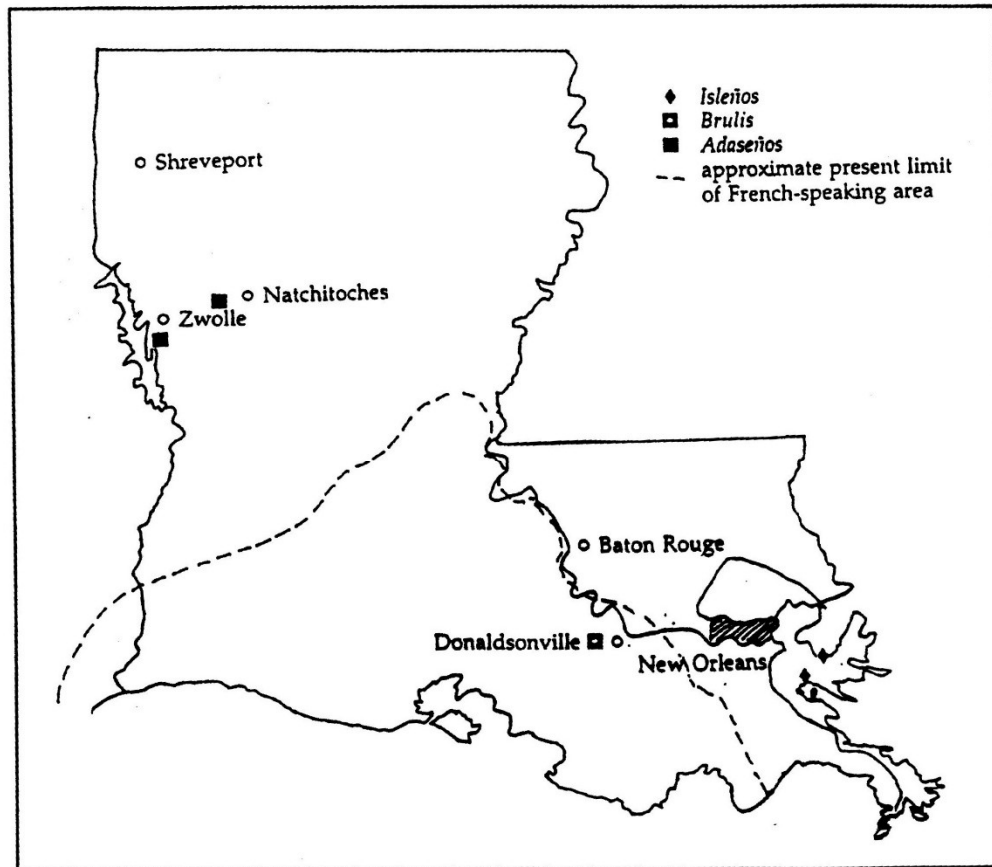 Isleños
Brulis
Adaseños
approximate present limit
of French-speaking area
Shreveport
Natchitoches
Zwolle
Baton Rouge
Donaldsonville
New Orleans